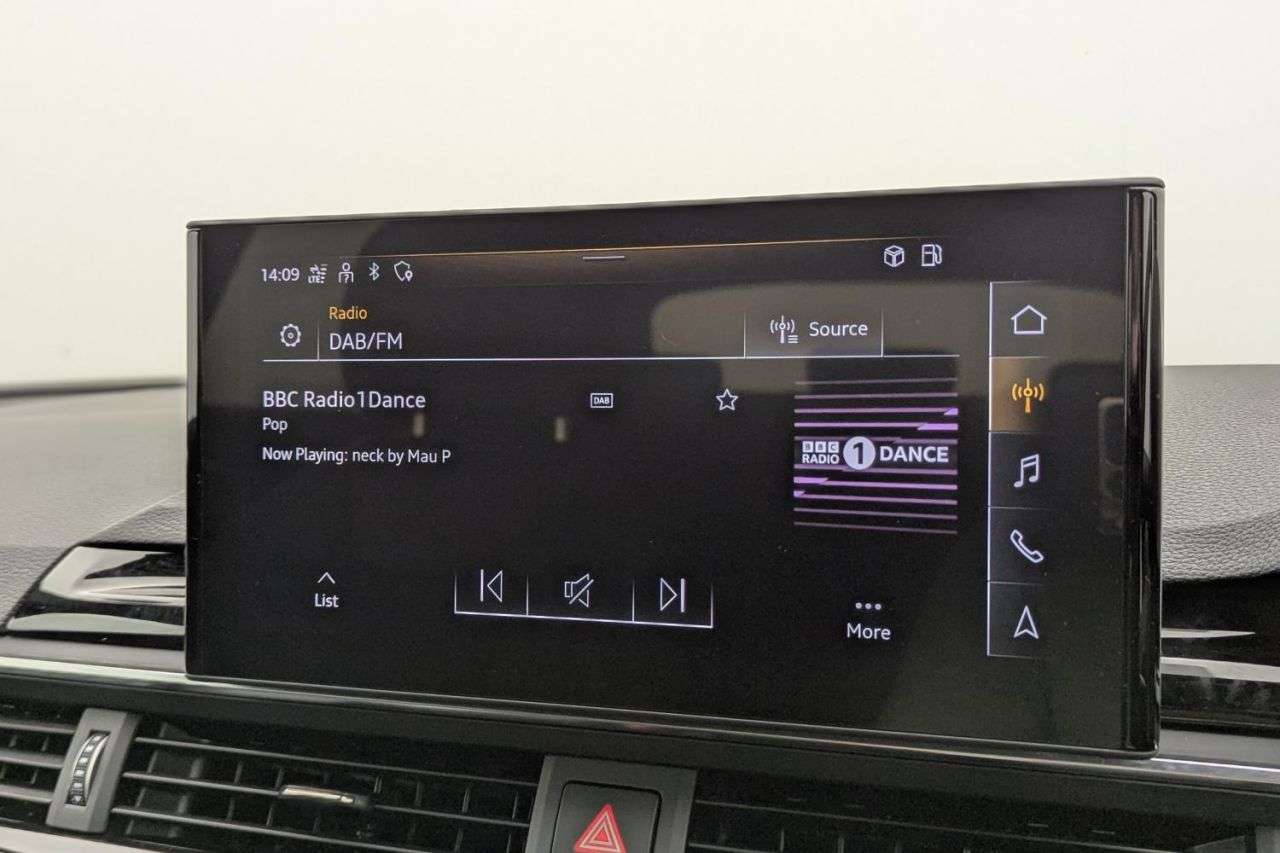 14:09 LTE
Radio
DAB/FM
Source
BBC Radio1Dance
DAB
Pop
Now Playing: neck by Mau P
BBC
RADIO 1 DANCE
List
More